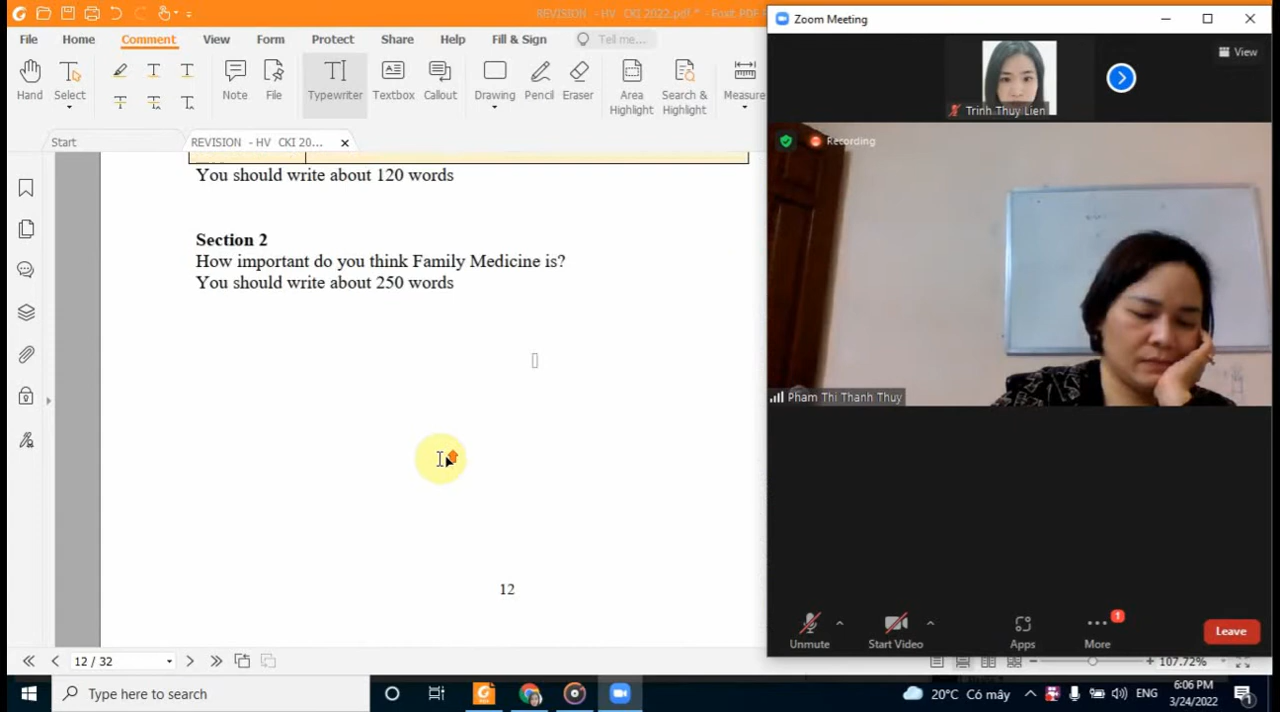 REVISION - HV CKI 2022.pdf * - Foxit PDF
File Home Comment View Form Protect Share Help Fill & Sign Tell me...
Hand Select Note File Typewriter Textbox Callout Drawing Pencil Eraser Area Highlight Search & Highlight Measure
Start REVISION - HV CKI 20...
You should write about 120 words
Section 2
How important do you think Family Medicine is?
You should write about 250 words
12
12 / 32
107.72%
Zoom Meeting
View
Trinh Thuy Lien
Recording
Pham Thi Thanh Thuy
1
Unmute Start Video Apps More Leave
Type here to search
20°C Có mây
ENG
6:06 PM
3/24/2022
1